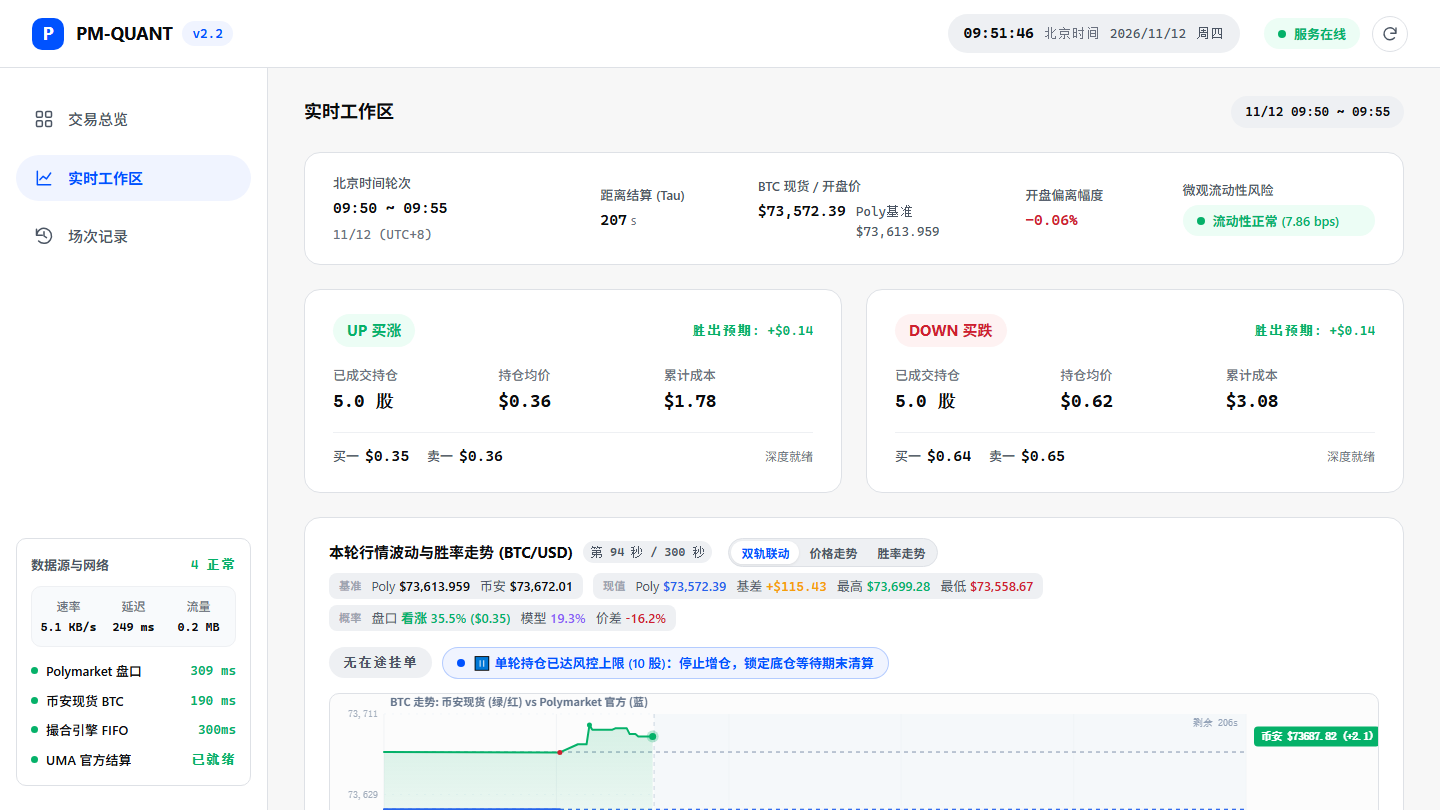 P PM-QUANT v2.2
09:51:46 北京时间 2026/11/12 周四
服务在线
交易总览
实时工作区
场次记录
数据源与网络 4 正常
速率 延迟 流量
5.1 KB/s 249 ms 0.2 MB
Polymarket 盘口 309 ms
币安现货 BTC 190 ms
撮合引擎 FIFO 300ms
UMA 官方结算 已就绪
实时工作区
11/12 09:50 ~ 09:55
北京时间轮次
09:50 ~ 09:55
11/12 (UTC+8)
距离结算 (Tau)
207 s
BTC 现货 / 开盘价
$73,572.39 Poly基准
$73,613.959
开盘偏离幅度
-0.06%
微观流动性风险
流动性正常 (7.86 bps)
UP 买涨 胜出预期: +$0.14
已成交持仓 持仓均价 累计成本
5.0 股 $0.36 $1.78
买一 $0.35 卖一 $0.36 深度就绪
DOWN 买跌 胜出预期: +$0.14
已成交持仓 持仓均价 累计成本
5.0 股 $0.62 $3.08
买一 $0.64 卖一 $0.65 深度就绪
本轮行情波动与胜率走势 (BTC/USD) 第 94 秒 / 300 秒 双轨联动 价格走势 胜率走势
基准 Poly $73,613.959 币安 $73,672.01 现值 Poly $73,572.39 基差 +$115.43 最高 $73,699.28 最低 $73,558.67
概率 盘口 看涨 35.5% ($0.35) 模型 19.3% 价差 -16.2%
无在途挂单 单轮持仓已达风控上限 (10 股)：停止增仓，锁定底仓等待期末清算
BTC 走势: 币安现货 (绿/红) vs Polymarket 官方 (蓝)
73,711
剩余 206s
币安 $73687.82 (+2.1)
73,629